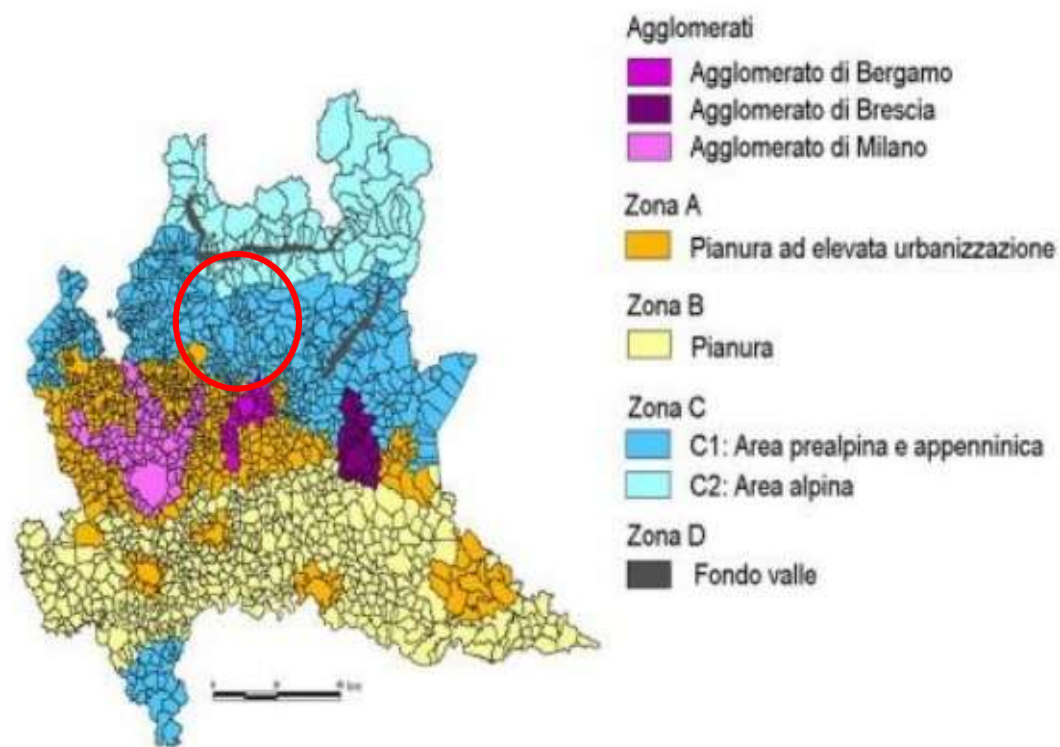 Agglomerati
Agglomerato di Bergamo
Agglomerato di Brescia
Agglomerato di Milano
Zona A
Pianura ad elevata urbanizzazione
Zona B
Pianura
Zona C
C1: Area prealpina e appenninica
C2: Area alpina
Zona D
Fondo valle